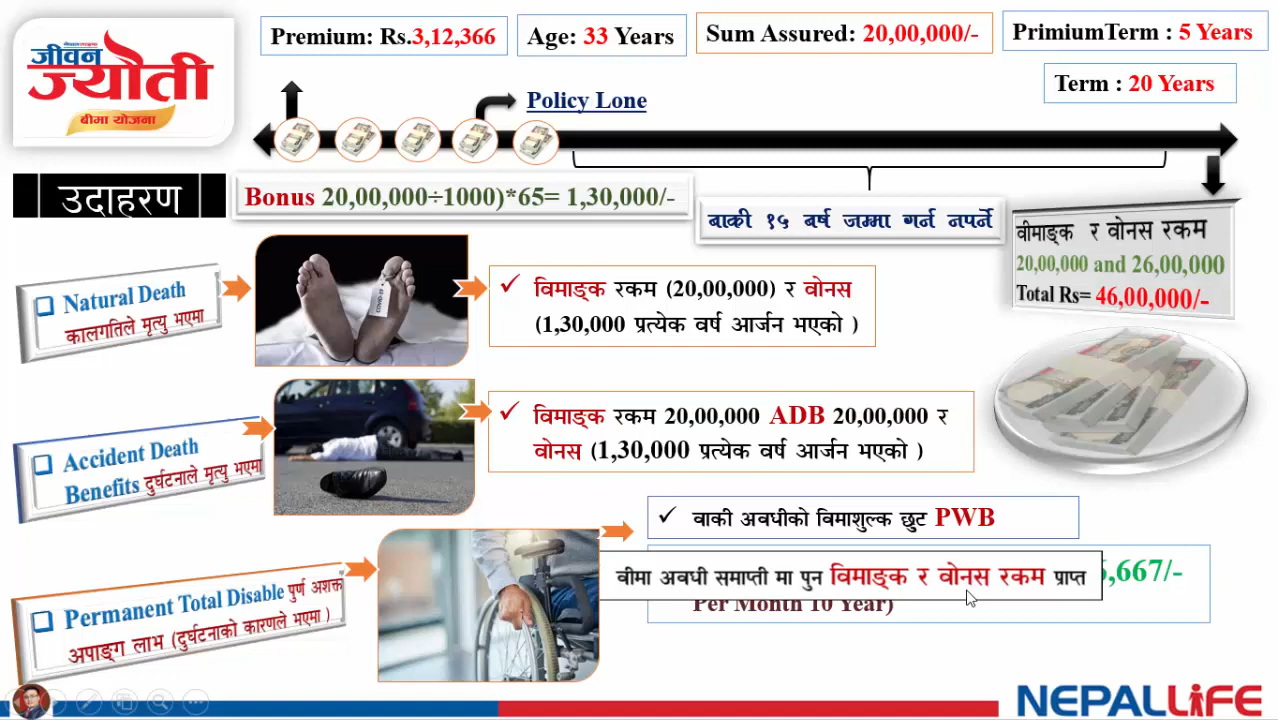 नेपाल लाइफ
जीवन
ज्योती
बीमा योजना
Premium: Rs.3,12,366
Age: 33 Years
Sum Assured: 20,00,000/-
PrimiumTerm : 5 Years
Term : 20 Years
Policy Lone
उदाहरण
Bonus 20,00,000÷1000)*65= 1,30,000/-
बाकी १५ बर्ष जम्मा गर्न नपर्ने
वीमाङ्क र वोनस रकम
20,00,000 and 26,00,000
Total Rs= 46,00,000/-
Natural Death
कालगतिले मृत्यु भएमा
COVID-19
✓ विमाङ्क रकम (20,00,000) र वोनस
(1,30,000 प्रत्येक वर्ष आर्जन भएको )
Accident Death
Benefits दुर्घटनाले मृत्यु भएमा
✓ विमाङ्क रकम 20,00,000 ADB 20,00,000 र
वोनस (1,30,000 प्रत्येक वर्ष आर्जन भएको )
Permanent Total Disable पुर्ण अशक्त
अपाङ्ग लाभ (दुर्घटनाको कारणले भएमा )
✓ वाकी अवधीको विमाशुल्क छुट PWB
,667/-
वीमा अवधी समाप्ती मा पुन विमाङ्क र वोनस रकम प्राप्त
Per Month 10 Year)
NEPALLIFE